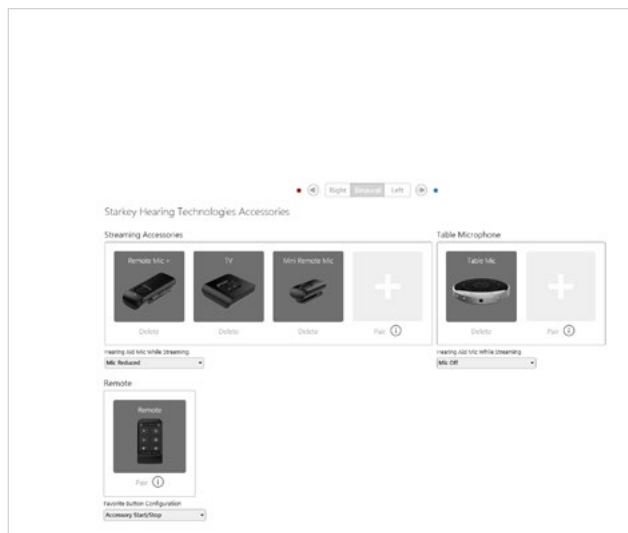 Right Binaural Left
Starkey Hearing Technologies Accessories
Streaming Accessories
Table Microphone
Remote Mic +
TV
Mini Remote Mic
Table Mic
Delete
Delete
Delete
Pair
Delete
Pair
Hearing Aid Mic While Streaming
Hearing Aid Mic While Streaming
Mic Reduced
Mic Off
Remote
Remote
Pair
Favorite Button Configuration
Accessory Start/Stop